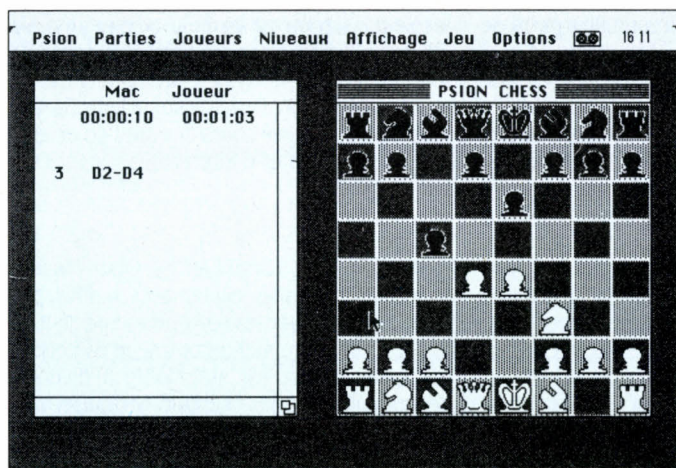 Psion Parties Joueurs Niveaux Affichage Jeu Options 16 11
Mac Joueur
00:00:10 00:01:03
3 D2-D4
PSION CHESS